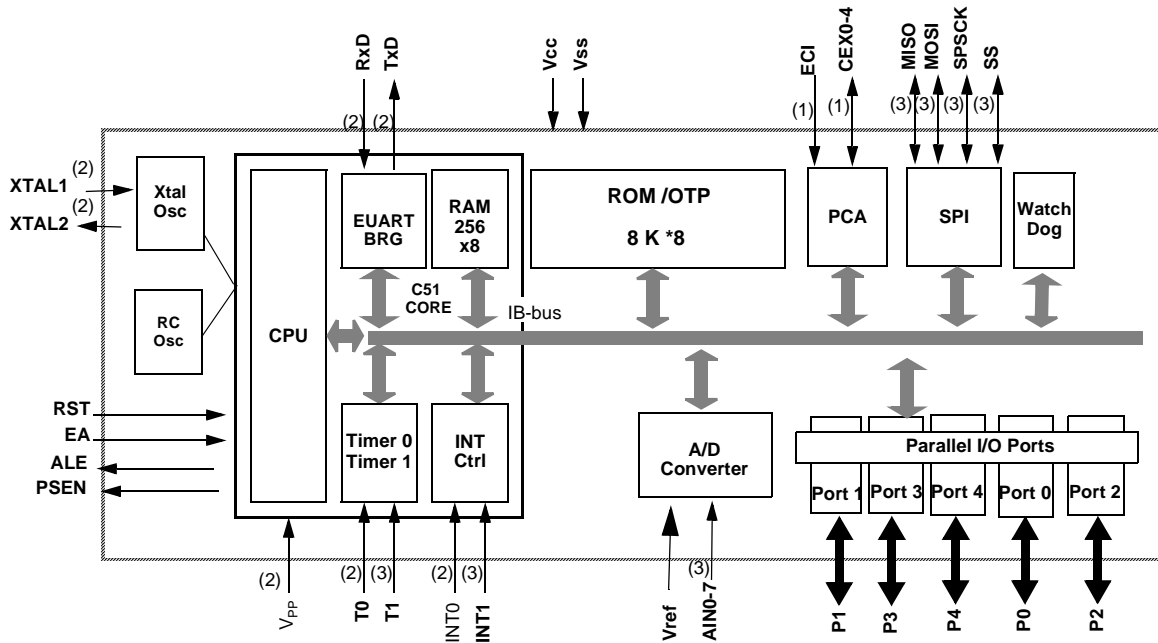 RxD
TxD
Vcc
Vss
ECI
CEX0-4
MISO
MOSI
SPSCK
SS
(2)
(2)
(1)
(1)
(3)
(3)
(3)
(3)
XTAL1
(2)
XTAL2
(2)
Xtal
Osc
RC
Osc
CPU
EUART
BRG
RAM
256
x8
C51
CORE
IB-bus
ROM /OTP
8 K *8
PCA
SPI
Watch
Dog
RST
EA
ALE
PSEN
Timer 0
Timer 1
INT
Ctrl
A/D
Converter
Parallel I/O Ports
Port 1
Port 3
Port 4
Port 0
Port 2
(2)
(2)
(3)
(2)
(3)
(3)
VPP
T0
T1
INT0
INT1
Vref
AIN0-7
P1
P3
P4
P0
P2